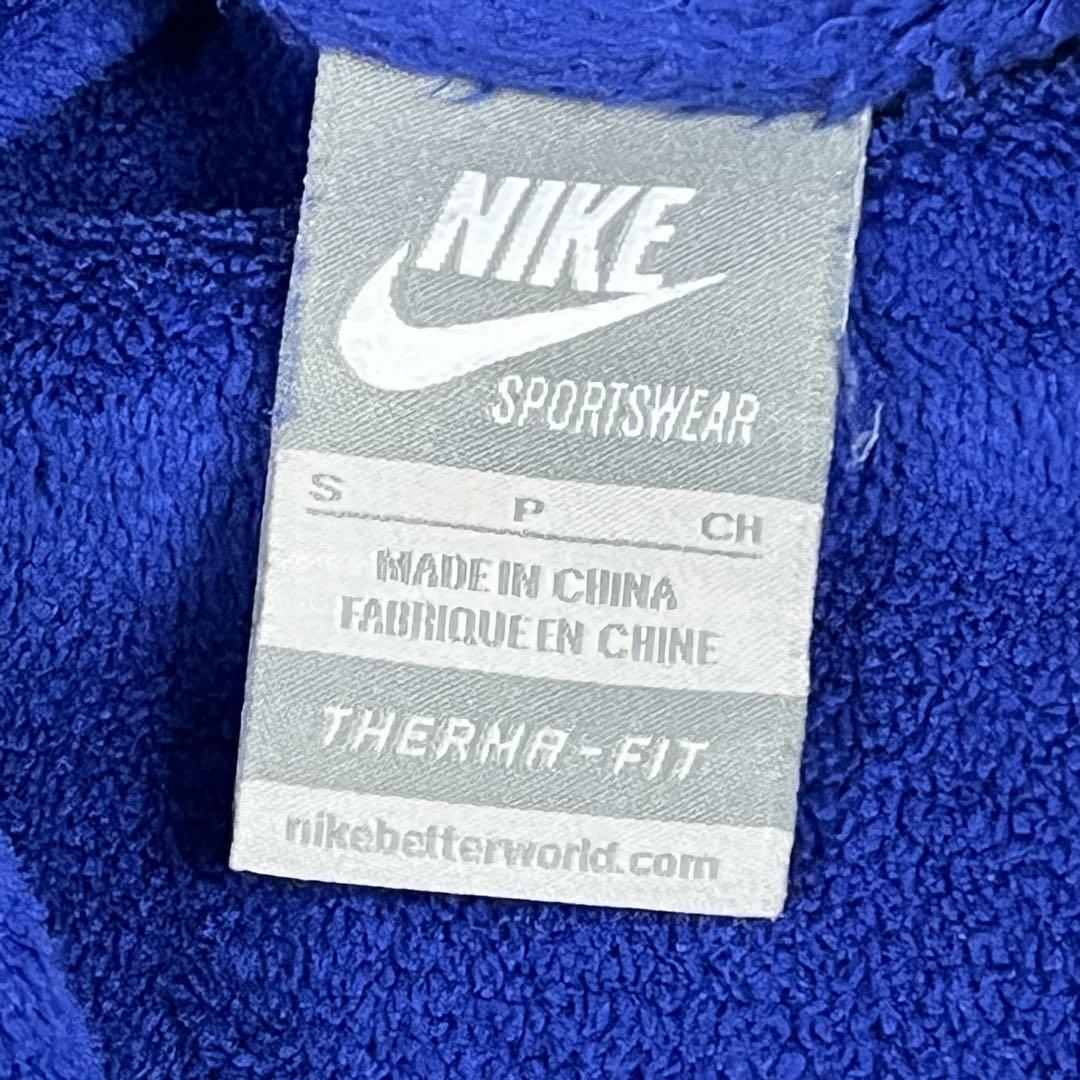 NIKE
SPORTSWEAR
S P CH
MADE IN CHINA
FABRIQUE EN CHINE
THERMA-FIT
nikebetterworld.com